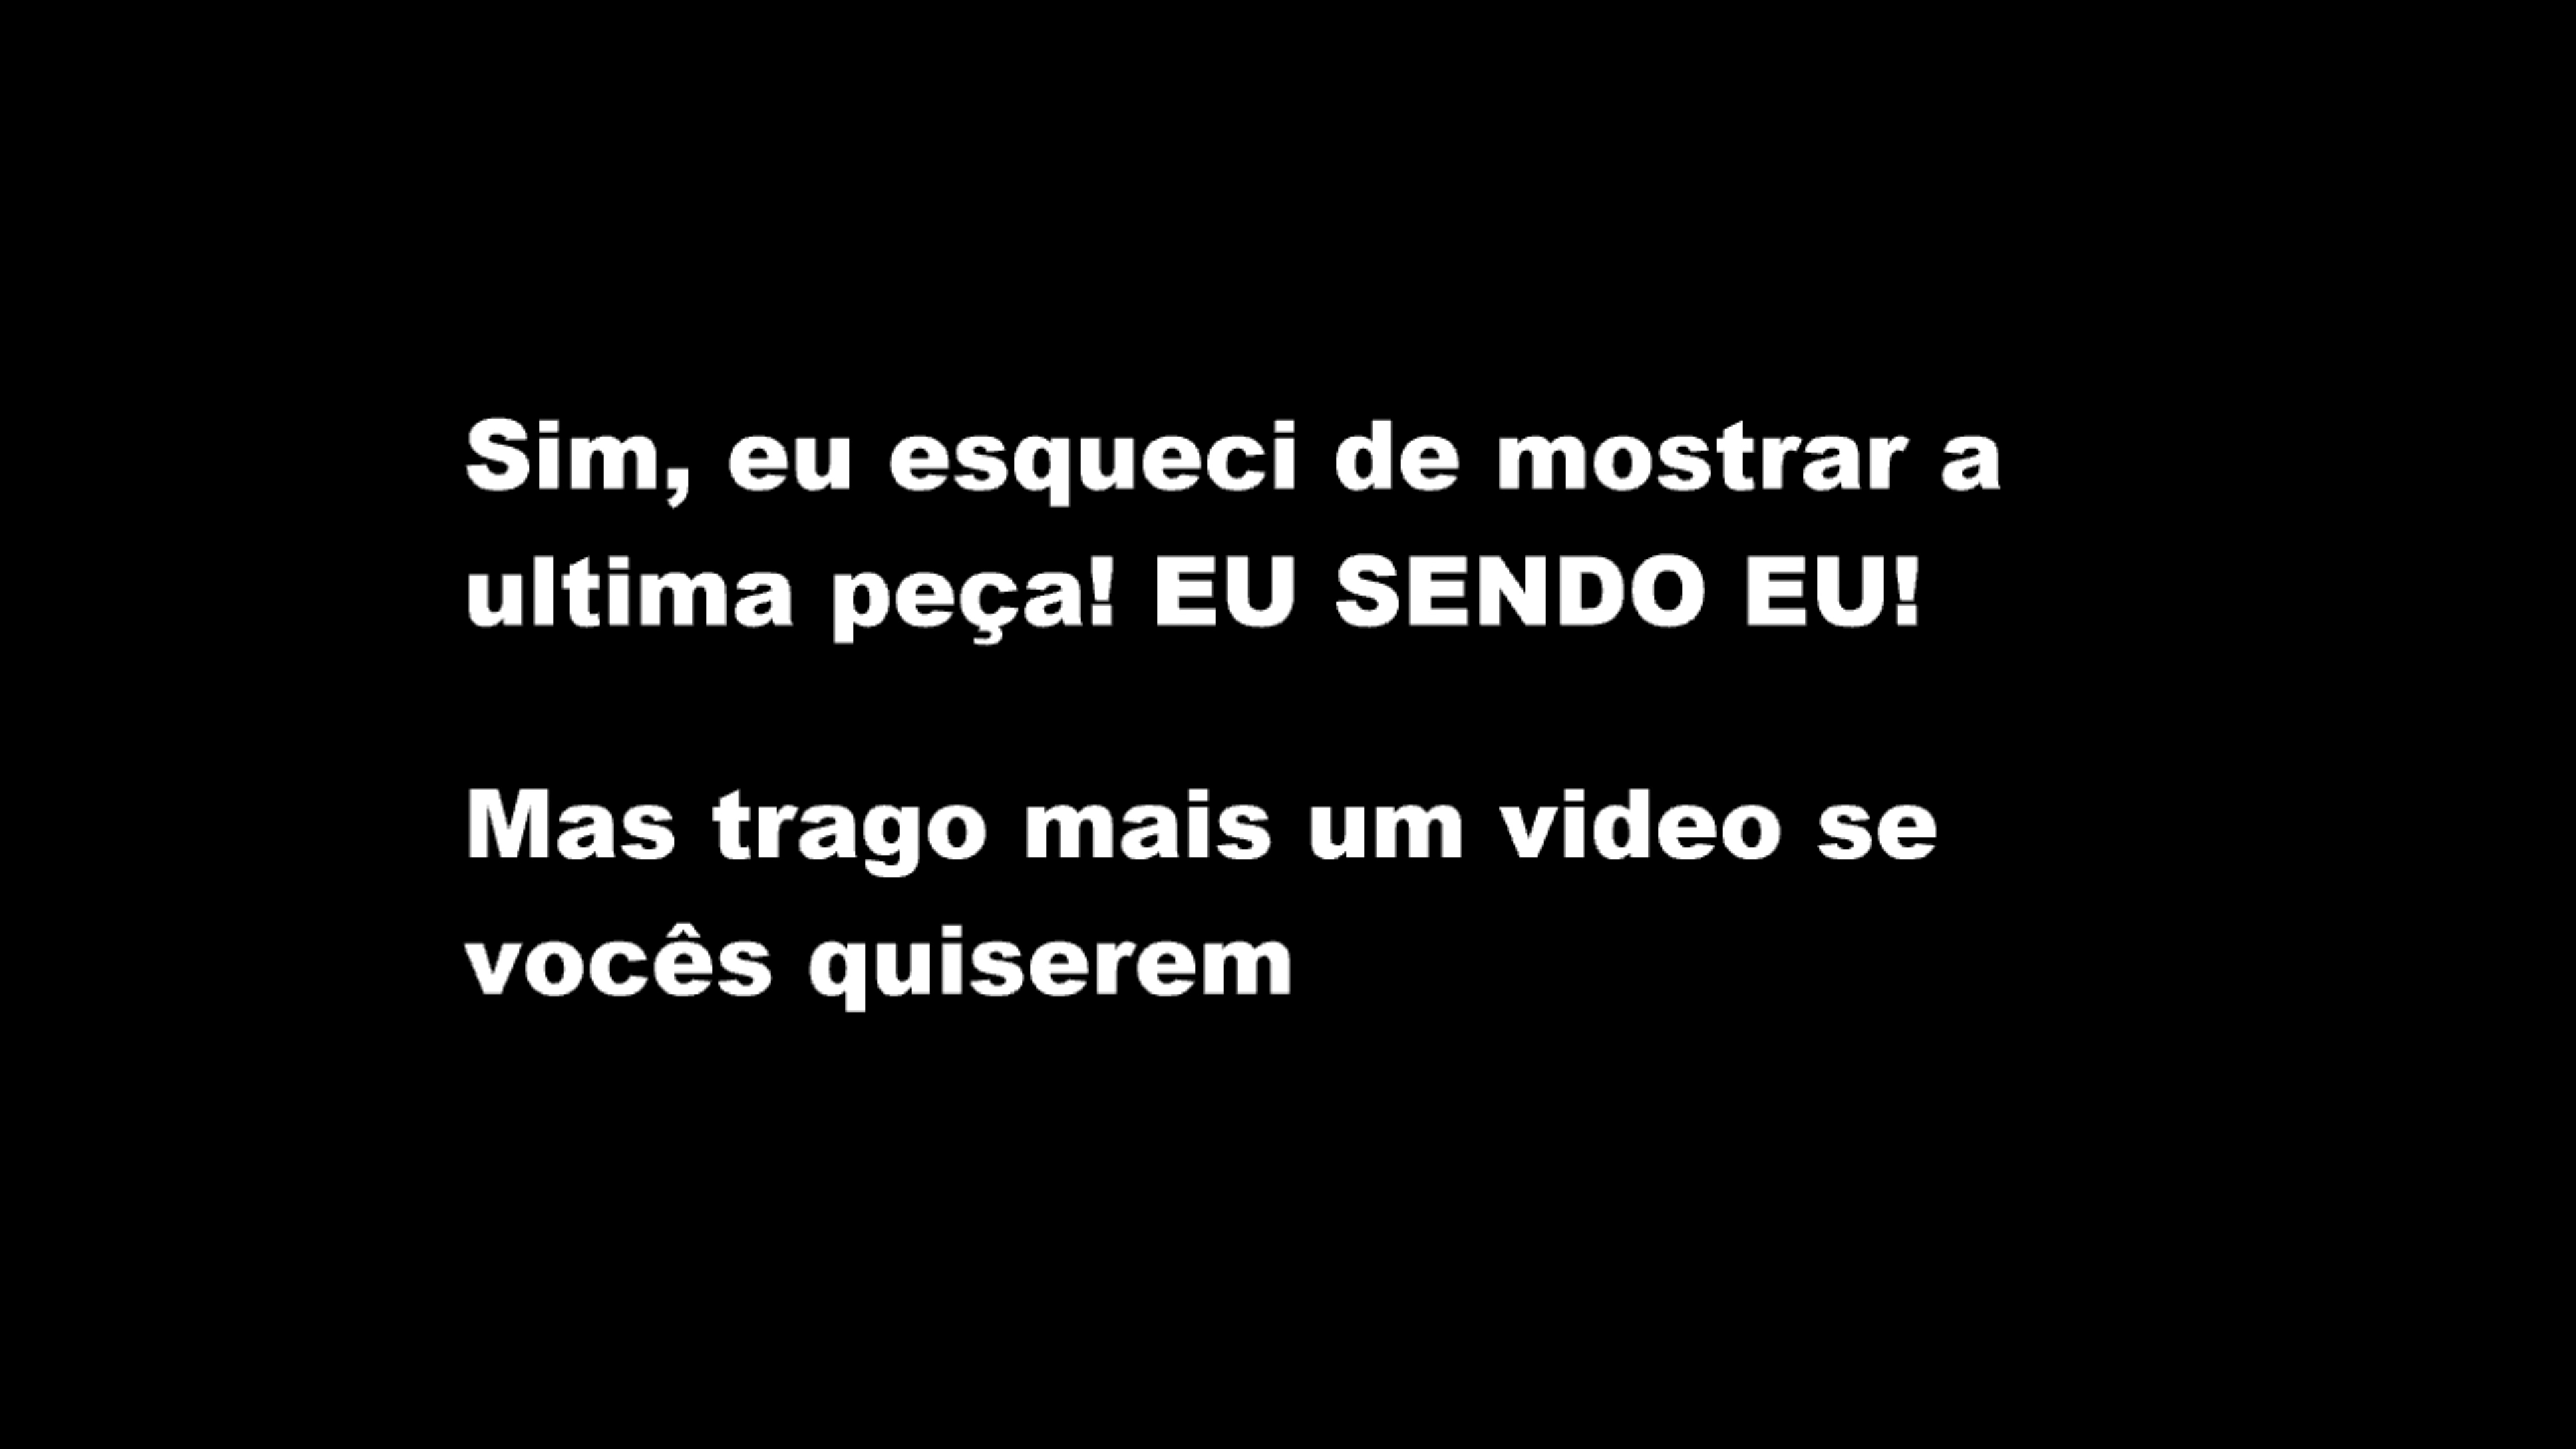 Sim, eu esqueci de mostrar a
ultima peça! EU SENDO EU!
Mas trago mais um video se
vocês quiserem